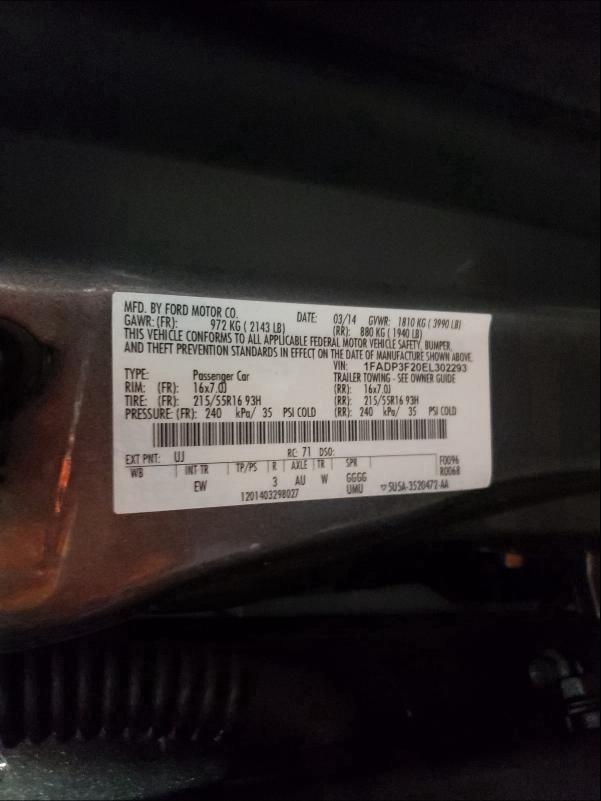 MFD. BY FORD MOTOR CO. DATE: 03/14 GVWR: 1810 KG ( 3990 LB)
GAWR: (FR): 972 KG ( 2143 LB) (RR): 880 KG ( 1940 LB)
THIS VEHICLE CONFORMS TO ALL APPLICABLE FEDERAL MOTOR VEHICLE SAFETY, BUMPER,
AND THEFT PREVENTION STANDARDS IN EFFECT ON THE DATE OF MANUFACTURE SHOWN ABOVE.
VIN: 1FADP3F20EL302293
TYPE: Passenger Car TRAILER TOWING - SEE OWNER GUIDE
RIM: (FR): 16x7.0J (RR): 16x7.0J
TIRE: (FR): 215/55R16 93H (RR): 215/55R16 93H
PRESSURE: (FR): 240 kPa/ 35 PSI COLD (RR): 240 kPa/ 35 PSI COLD
EXT PNT: UJ RC: 71 DSO: F0096
WB INT TR TP/PS R AXLE TR SPR R0068
EW 3 AU W GGGG
UMU
1201403298027 5U5A-3520472-AA